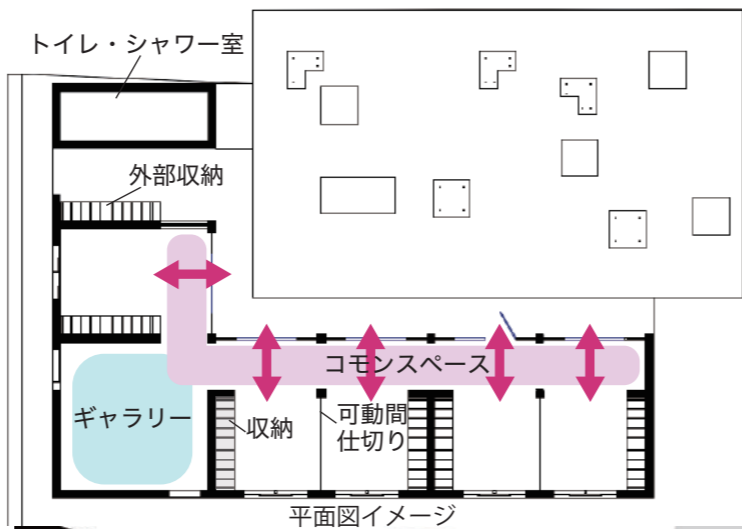 トイレ・シャワー室
外部収納
コモンスペース
ギャラリー
収納
可動間
仕切り
平面図イメージ